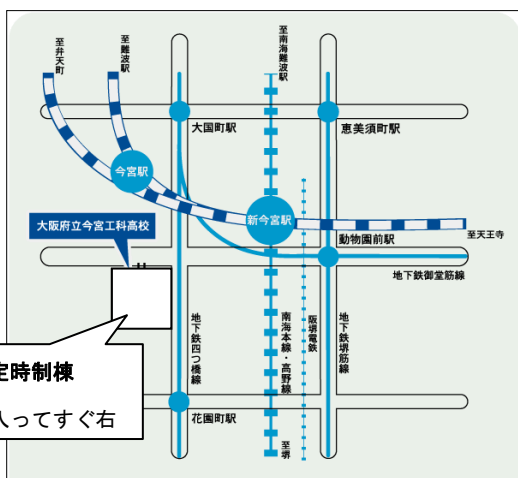 至井天町
至難波駅
至南海難波駅
大国町駅
恵美須町駅
今宮駅
新今宮駅
大阪府立今宮工科高校
至天王寺
動物園前駅
地下鉄御堂筋線
地下鉄四つ橋線
南海本線・高野線
阪堺電鉄
地下鉄堺筋線
定時制棟
入ってすぐ右
花園町駅
至堺